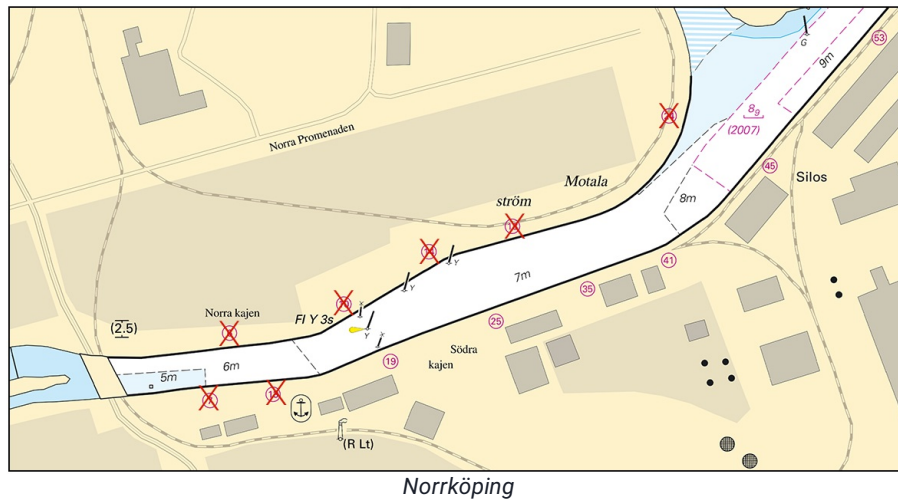 53
9m
G
8₉
(2007)
45
Silos
Norra Promenaden
Motala
ström
8m
41
7m
35
25
Norra kajen
Fl Y 3s
Y
Y
Y
(2.5)
6m
5m
19
Södra
kajen
(R Lt)
Norrköping